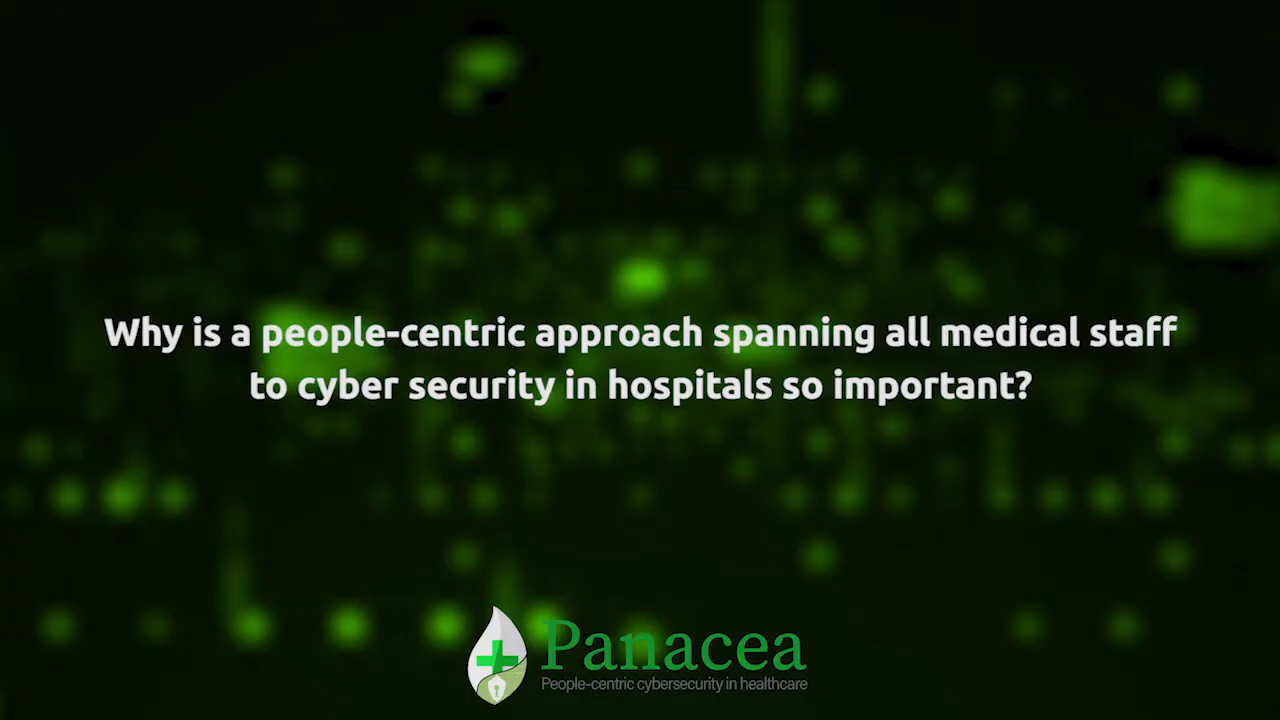 Why is a people-centric approach spanning all medical staff
to cyber security in hospitals so important?
Panacea
People-centric cybersecurity in healthcare